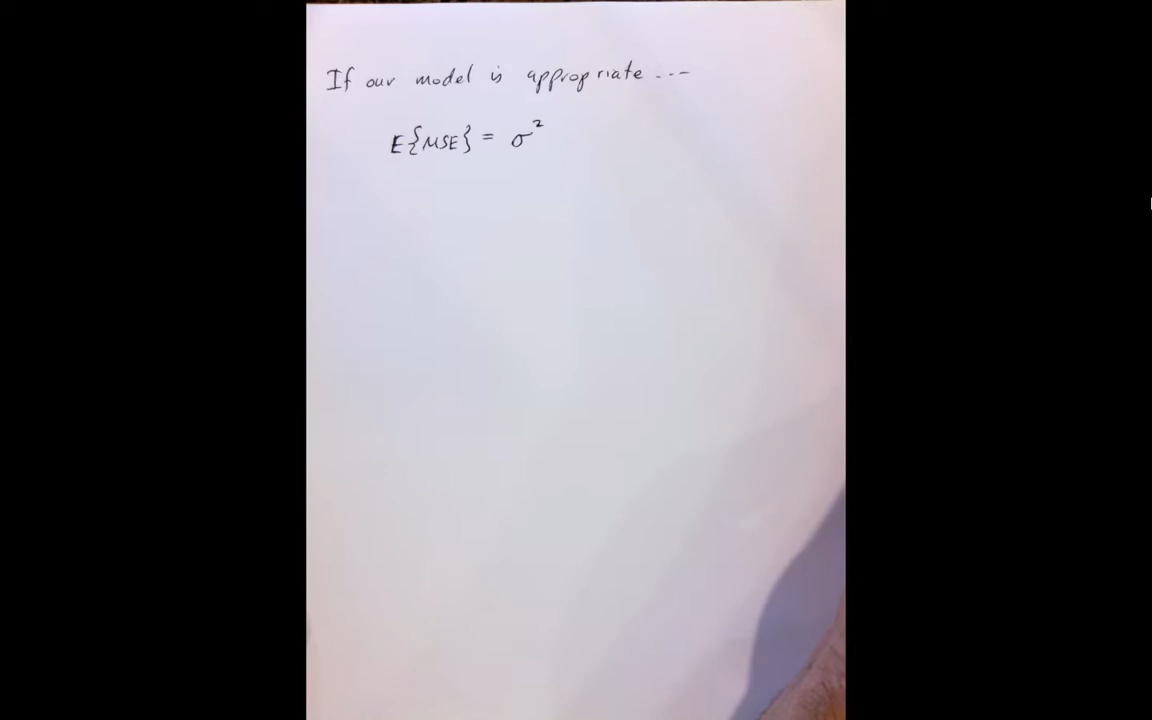 If our model is appropriate ...
E{MSE} = σ²